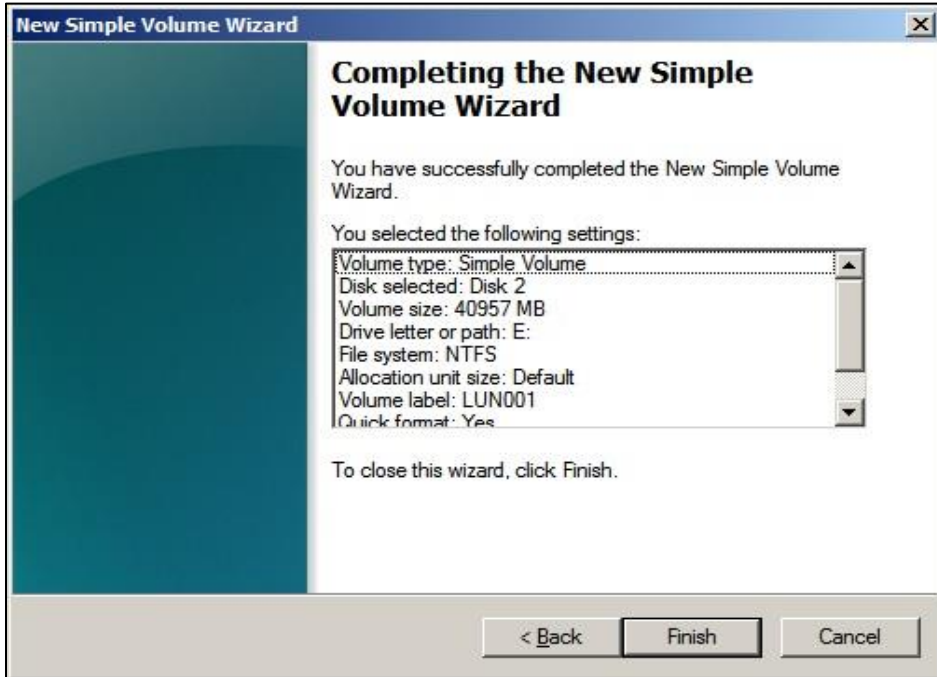 New Simple Volume Wizard
Completing the New Simple
Volume Wizard
You have successfully completed the New Simple Volume
Wizard.
You selected the following settings:
Volume type: Simple Volume
Disk selected: Disk 2
Volume size: 40957 MB
Drive letter or path: E:
File system: NTFS
Allocation unit size: Default
Volume label: LUN001
Quick format: Yes
To close this wizard, click Finish.
< Back
Finish
Cancel